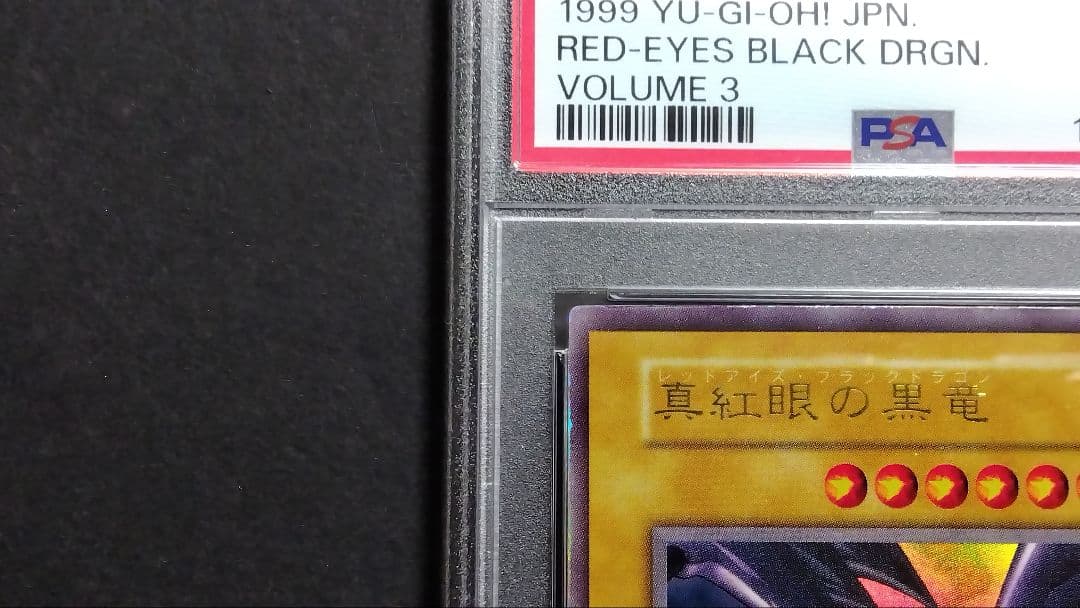 1999 YU-GI-OH! JPN.
RED-EYES BLACK DRGN.
VOLUME 3
PSA
レッドアイズ・ブラックドラゴン
真紅眼の黒竜